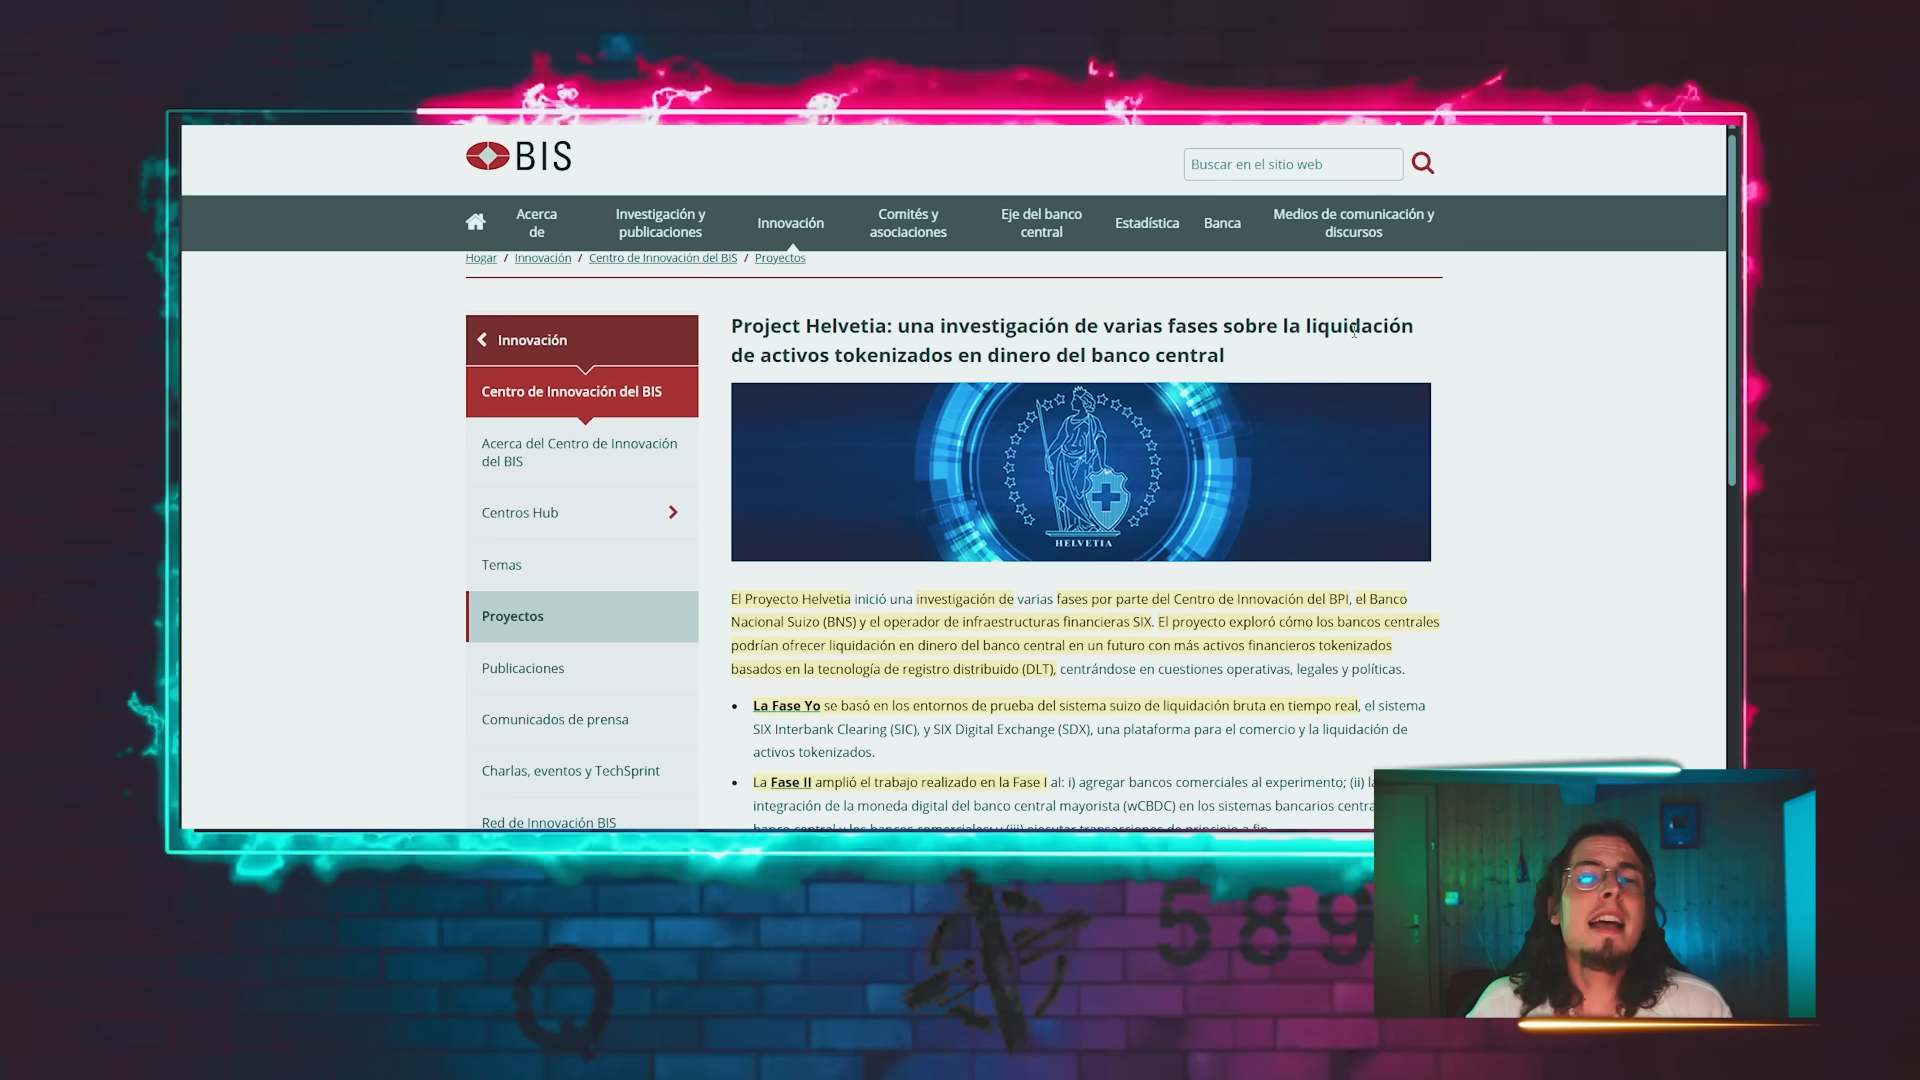 BIS
Buscar en el sitio web
Acerca
de
Investigación y
publicaciones
Innovación
Comités y
asociaciones
Eje del banco
central
Estadística
Banca
Medios de comunicación y
discursos
Hogar / Innovación / Centro de Innovación del BIS / Proyectos
Innovación
Centro de Innovación del BIS
Acerca del Centro de Innovación
del BIS
Centros Hub
Temas
Proyectos
Publicaciones
Comunicados de prensa
Charlas, eventos y TechSprint
Red de Innovación BIS
Project Helvetia: una investigación de varias fases sobre la liquidación
de activos tokenizados en dinero del banco central
HELVETIA
El Proyecto Helvetia inició una investigación de varias fases por parte del Centro de Innovación del BPI, el Banco
Nacional Suizo (BNS) y el operador de infraestructuras financieras SIX. El proyecto exploró cómo los bancos centrales
podrían ofrecer liquidación en dinero del banco central en un futuro con más activos financieros tokenizados
basados en la tecnología de registro distribuido (DLT), centrándose en cuestiones operativas, legales y políticas.
• La Fase Yo se basó en los entornos de prueba del sistema suizo de liquidación bruta en tiempo real, el sistema
SIX Interbank Clearing (SIC), y SIX Digital Exchange (SDX), una plataforma para el comercio y la liquidación de
activos tokenizados.
• La Fase II amplió el trabajo realizado en la Fase I al: i) agregar bancos comerciales al experimento; (ii)
integración de la moneda digital del banco central mayorista (wCBDC) en los sistemas bancarios
banco central y los bancos comerciales; y (iii) ejecutar transacciones de principio a fin.
Q
589